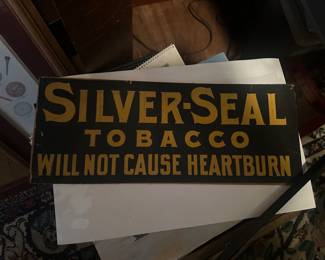 SILVER-SEAL
TOBACCO
WILL NOT CAUSE HEARTBURN